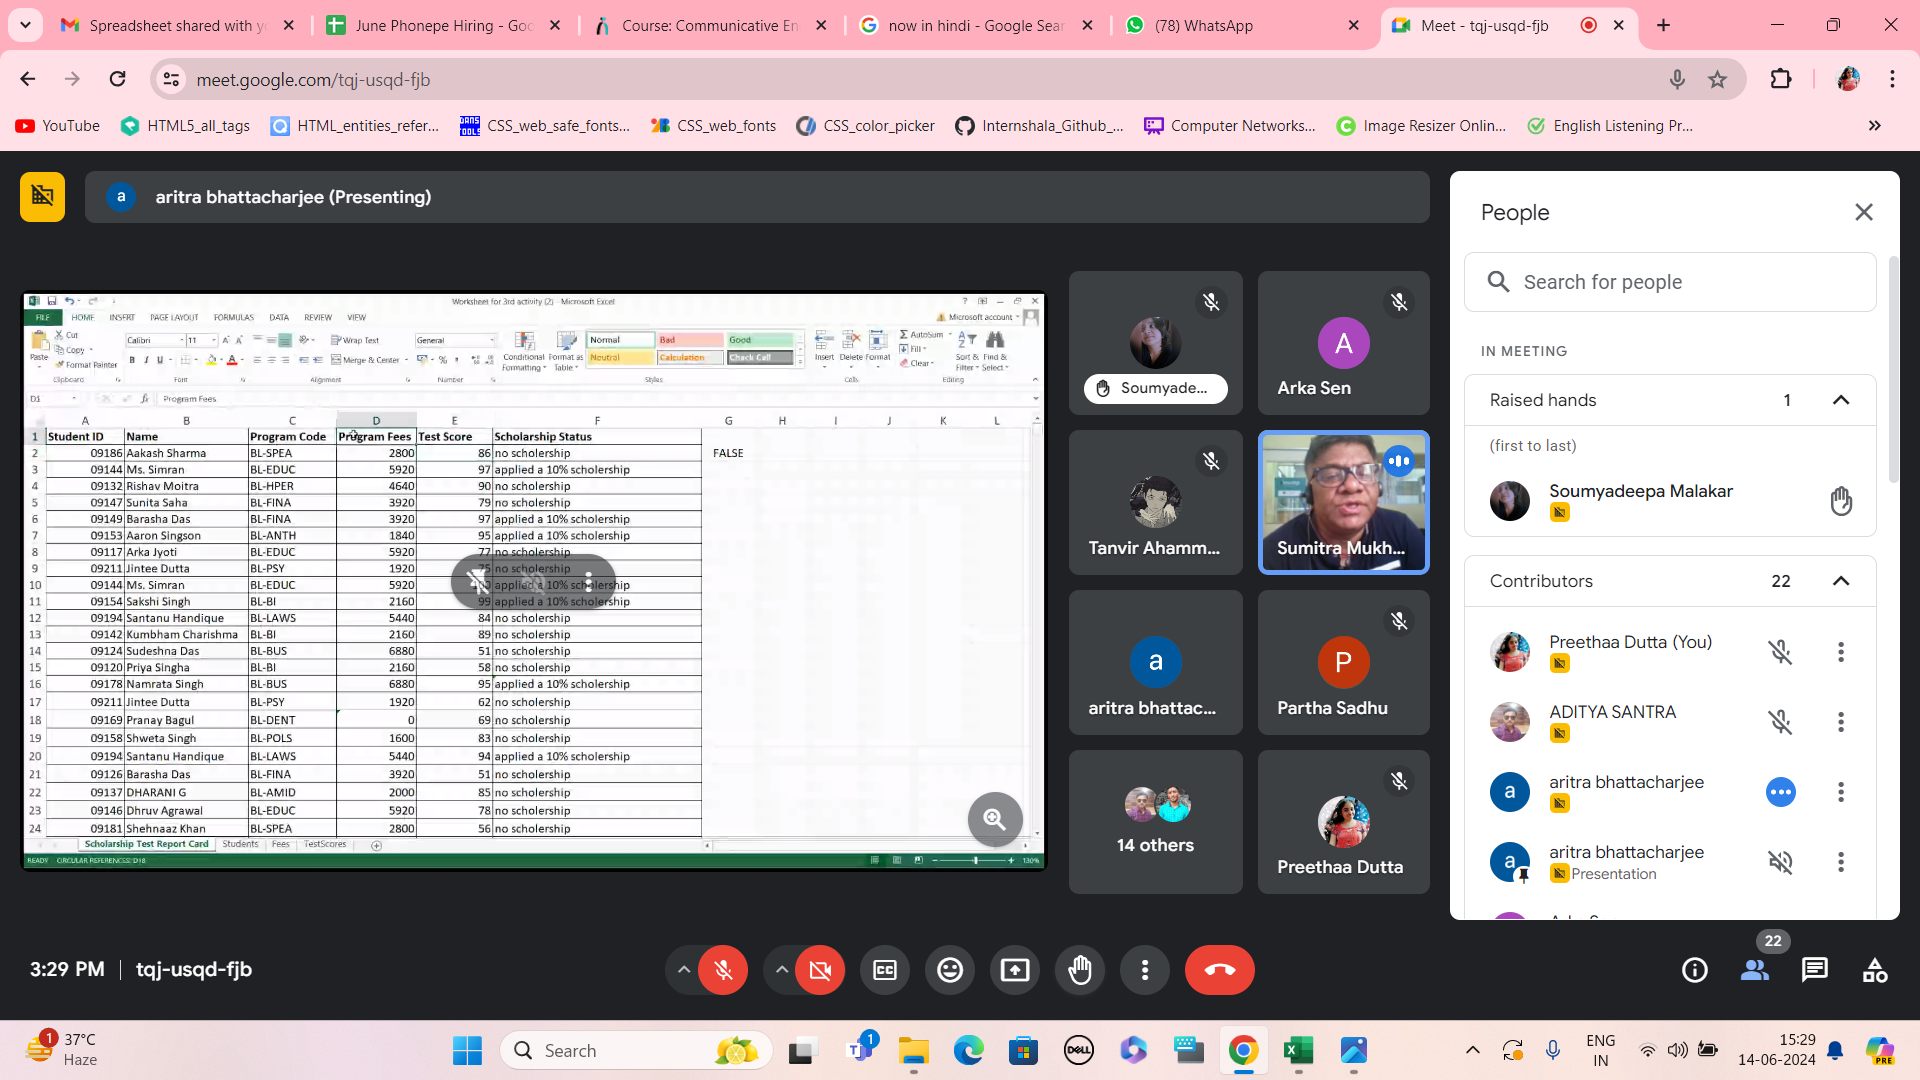 Spreadsheet shared with y
June Phonepe Hiring - Goo
Course: Communicative En
now in hindi - Google Sear
(78) WhatsApp
Meet - tqj-usqd-fjb
meet.google.com/tqj-usqd-fjb
YouTube
HTML5_all_tags
HTML_entities_refer...
CSS_web_safe_fonts...
CSS_web_fonts
CSS_color_picker
Internshala_Github_...
Computer Networks...
Image Resizer Onlin...
English Listening Pr...
a
aritra bhattacharjee (Presenting)
Worksheet for 3rd activity (2) - Microsoft Excel
FILE HOME INSERT PAGE LAYOUT FORMULAS DATA REVIEW VIEW
Microsoft account
Paste
Cut
Copy
Format Painter
Clipboard
Calibri 11
B I U
Font
Wrap Text
Merge & Center
Alignment
General
Number
Conditional Formatting
Format as Table
Normal Bad Good
Neutral Calculation Check Cell
Styles
Insert Delete Format
Cells
AutoSum
Fill
Clear
Sort & Filter
Find & Select
Editing
D1 Program Fees
A B C D E F G H I J K L
1 Student ID Name Program Code Program Fees Test Score Scholarship Status
2 09186 Aakash Sharma BL-SPEA 2800 86 no scholership FALSE
3 09144 Ms. Simran BL-EDUC 5920 97 applied a 10% scholership
4 09132 Rishav Moitra BL-HPER 4640 90 no scholership
5 09147 Sunita Saha BL-FINA 3920 79 no scholership
6 09149 Barasha Das BL-FINA 3920 97 applied a 10% scholership
7 09153 Aaron Singson BL-ANTH 1840 95 applied a 10% scholership
8 09117 Arka Jyoti BL-EDUC 5920 77 no scholership
9 09211 Jintee Dutta BL-PSY 1920 75 no scholership
10 09144 Ms. Simran BL-EDUC 5920 applied a 10% scholership
11 09154 Sakshi Singh BL-BI 2160 99 applied a 10% scholership
12 09194 Santanu Handique BL-LAWS 5440 84 no scholership
13 09142 Kumbham Charishma BL-BI 2160 89 no scholership
14 09124 Sudeshna Das BL-BUS 6880 51 no scholership
15 09120 Priya Singha BL-BI 2160 58 no scholership
16 09178 Namrata Singh BL-BUS 6880 95 applied a 10% scholership
17 09211 Jintee Dutta BL-PSY 1920 62 no scholership
18 09169 Pranay Bagul BL-DENT 0 69 no scholership
19 09158 Shweta Singh BL-POLS 1600 83 no scholership
20 09194 Santanu Handique BL-LAWS 5440 94 applied a 10% scholership
21 09126 Barasha Das BL-FINA 3920 51 no scholership
22 09137 DHARANI G BL-AMID 2000 85 no scholership
23 09146 Dhruv Agrawal BL-EDUC 5920 78 no scholership
24 09181 Shehnaaz Khan BL-SPEA 2800 56 no scholership
Scholarship Test Report Card Students Fees TestScores
READY CIRCULAR REFERENCES: D18 130%
Soumyade...
A
Arka Sen
Tanvir Ahamm...
Sumitra Mukh...
a
aritra bhattac...
P
Partha Sadhu
14 others
Preethaa Dutta
People
Search for people
IN MEETING
Raised hands 1
(first to last)
Soumyadeepa Malakar
Contributors 22
Preethaa Dutta (You)
ADITYA SANTRA
a
aritra bhattacharjee
a
aritra bhattacharjee
Presentation
3:29 PM | tqj-usqd-fjb
22
1
37°C
Haze
Search
1
DELL
ENG
IN
15:29
14-06-2024
PRE